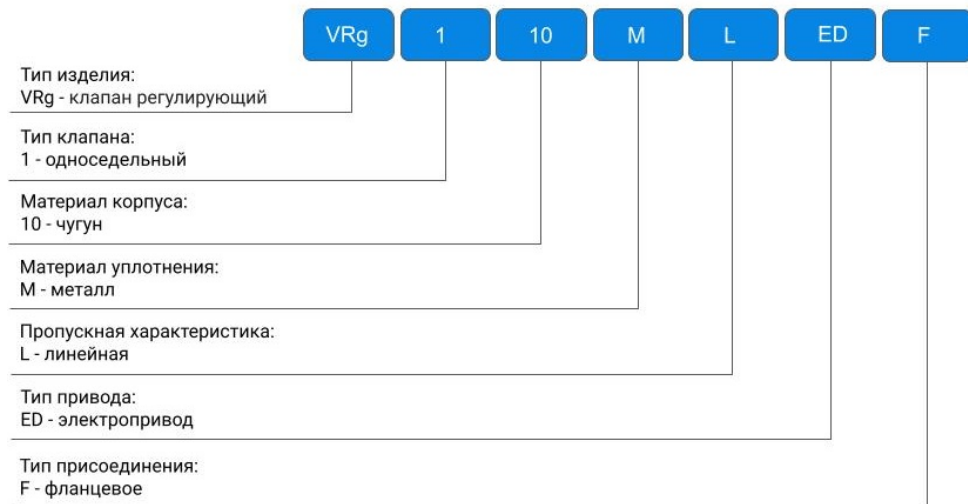 VRg 1 10 M L ED F
Тип изделия:
VRg - клапан регулирующий
Тип клапана:
1 - односедельный
Материал корпуса:
10 - чугун
Материал уплотнения:
М - металл
Пропускная характеристика:
L - линейная
Тип привода:
ED - электропривод
Тип присоединения:
F - фланцевое